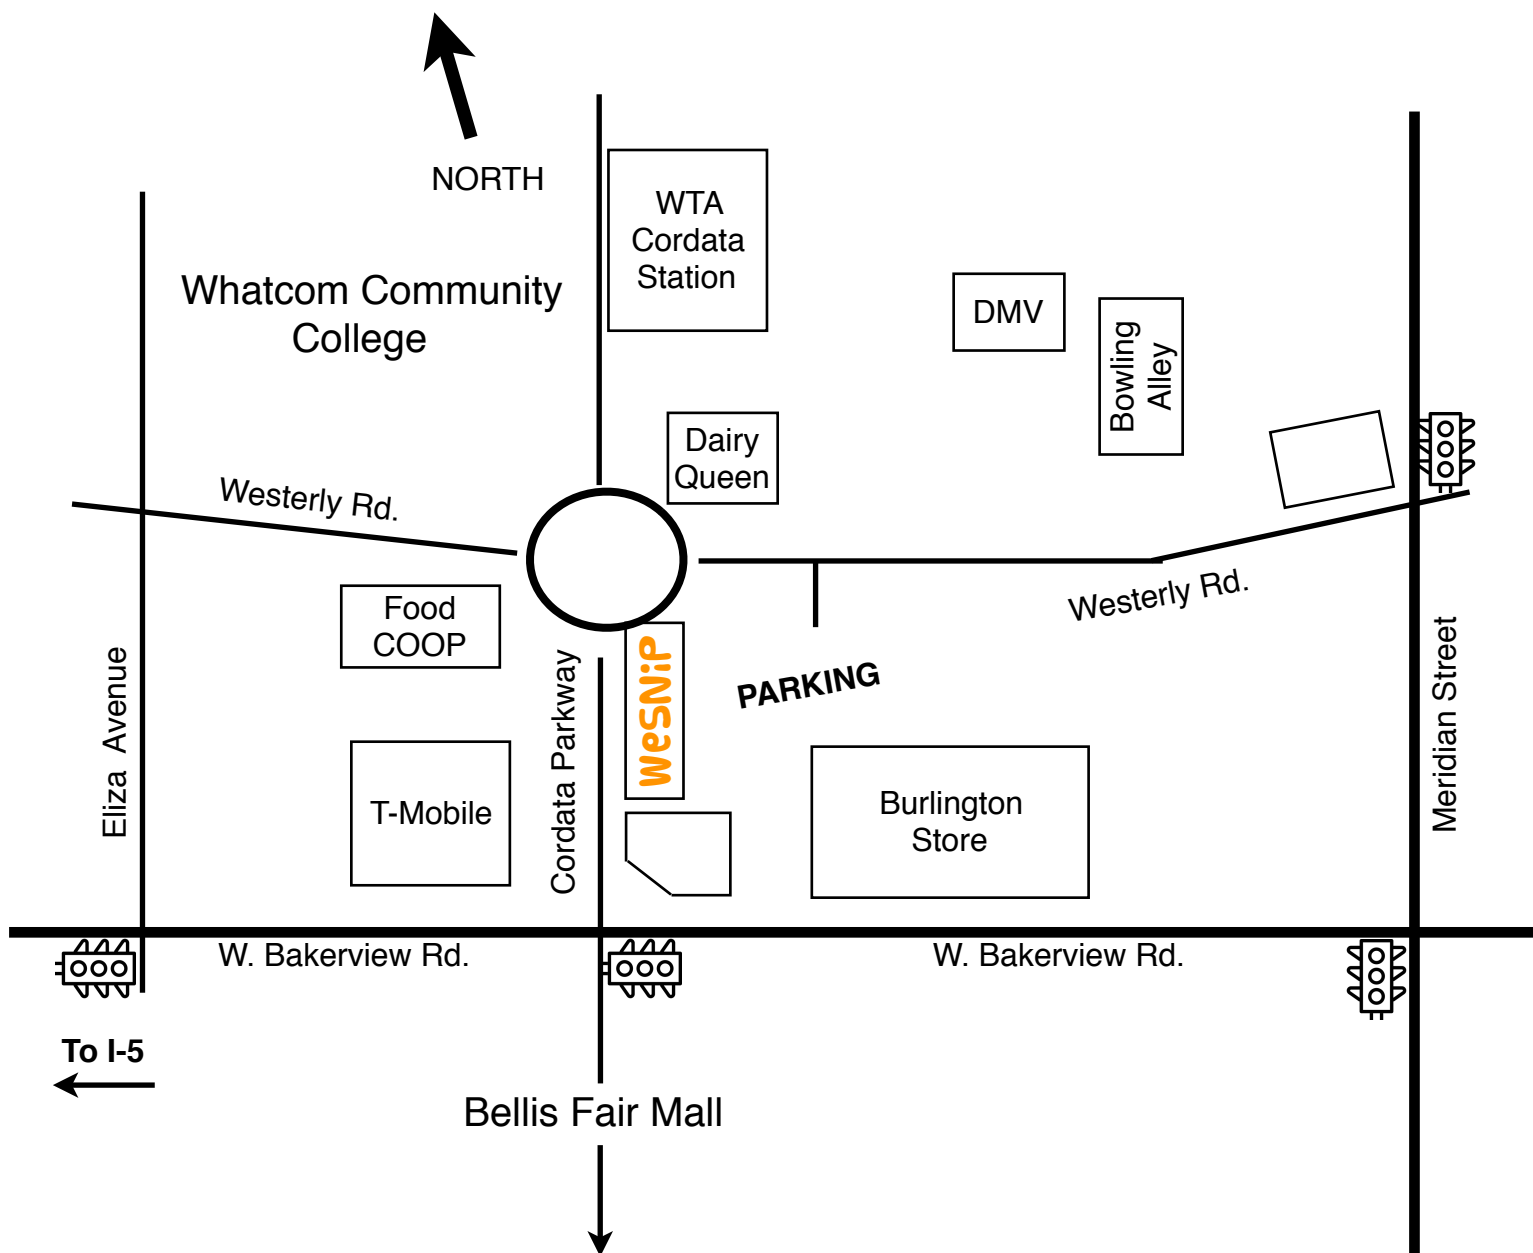 NORTH
WTA
Cordata
Station
Whatcom Community
College
DMV
Bowling
Alley
Dairy
Queen
Westerly Rd.
Westerly Rd.
Food
COOP
WeSNiP
PARKING
Eliza Avenue
Cordata Parkway
Meridian Street
T-Mobile
Burlington
Store
W. Bakerview Rd.
W. Bakerview Rd.
To I-5
Bellis Fair Mall